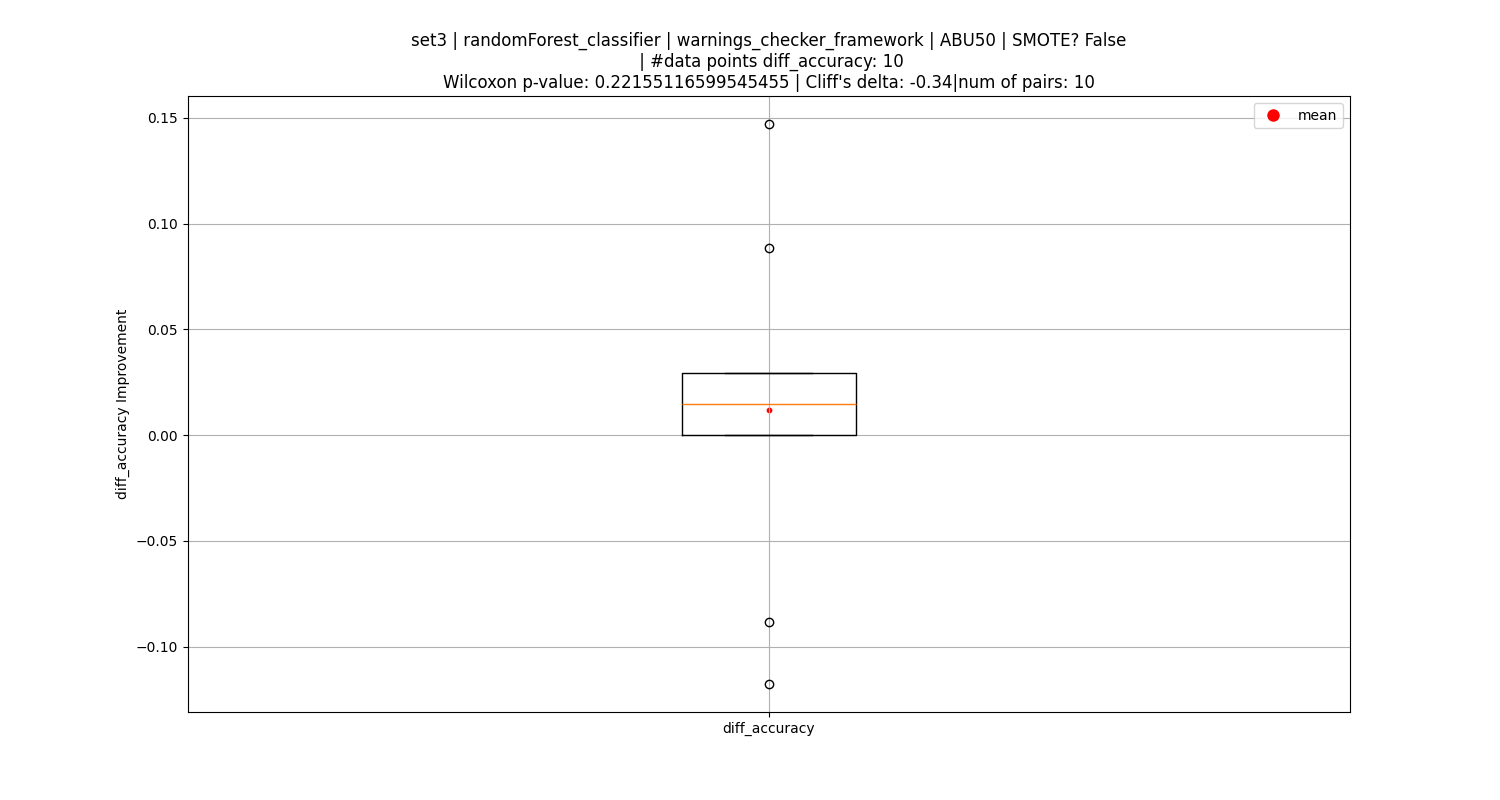 set3 | randomForest_classifier | warnings_checker_framework | ABU50 | SMOTE? False
| #data points diff_accuracy: 10
Wilcoxon p-value: 0.22155116599545455 | Cliff's delta: -0.34|num of pairs: 10
mean
0.15
0.10
0.05
0.00
−0.05
−0.10
diff_accuracy Improvement
diff_accuracy